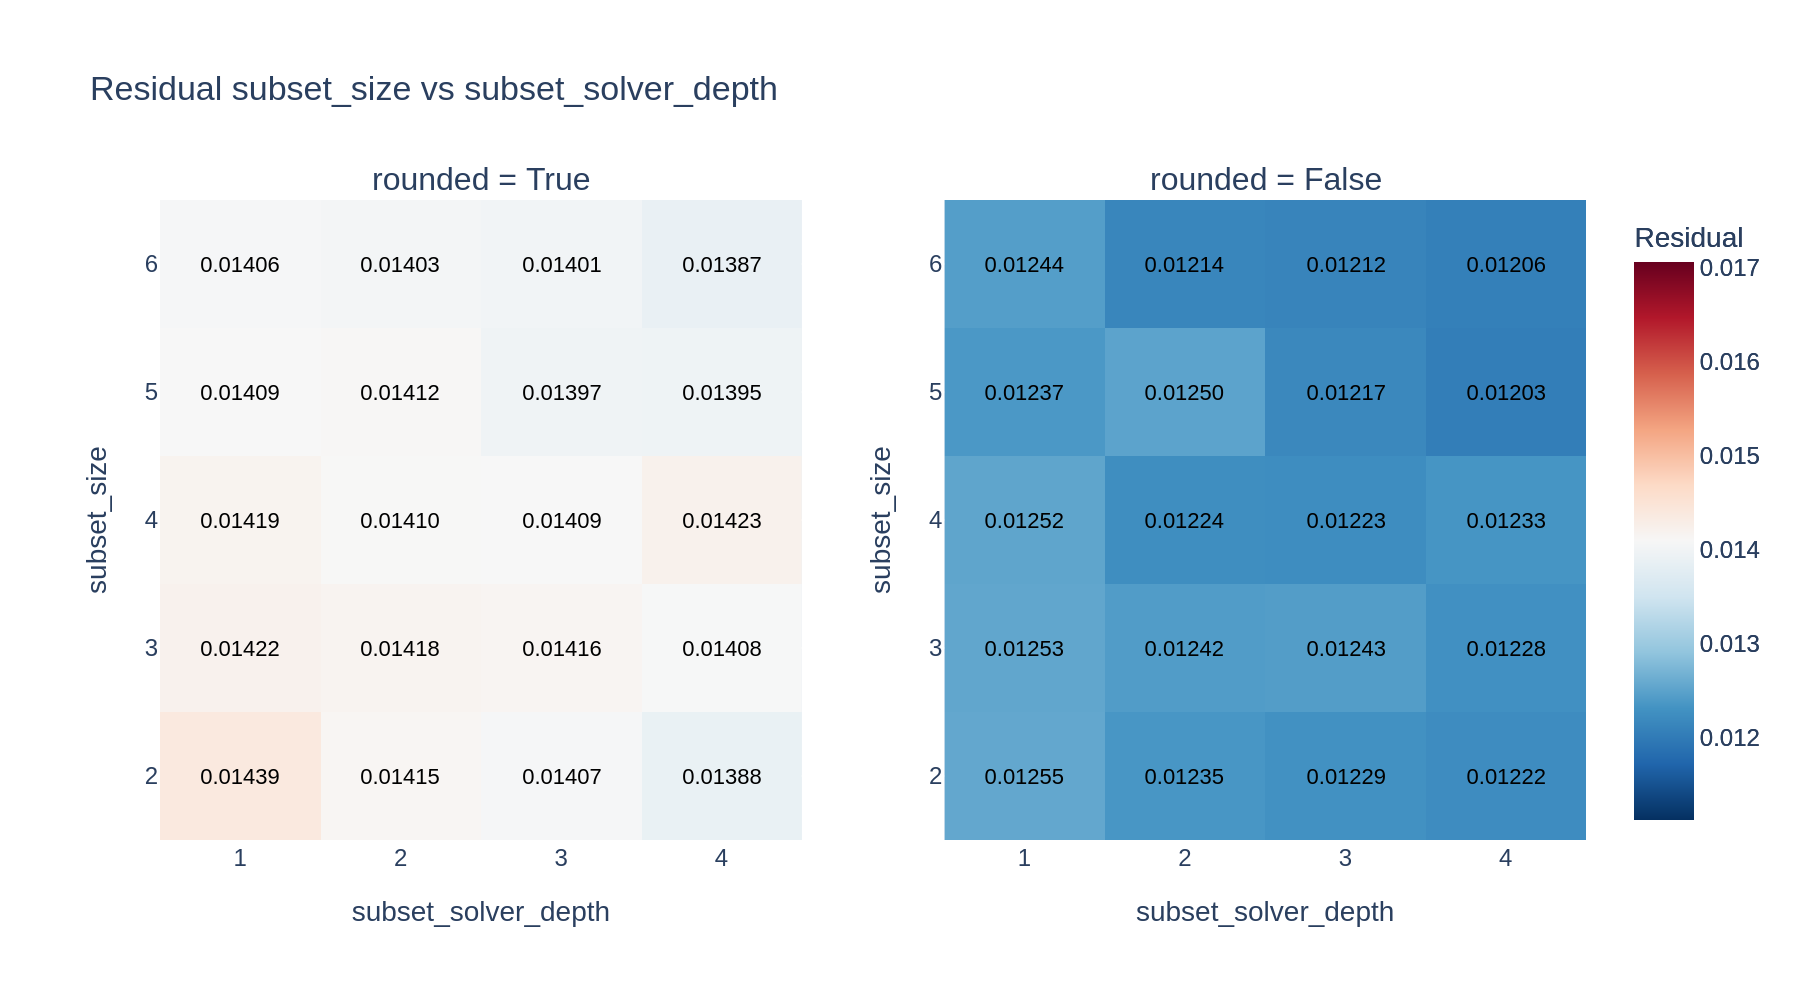 Residual subset_size vs subset_solver_depth
rounded = True
rounded = False
Residual
6 0.01406 0.01403 0.01401 0.01387
5 0.01409 0.01412 0.01397 0.01395
4 0.01419 0.01410 0.01409 0.01423
3 0.01422 0.01418 0.01416 0.01408
2 0.01439 0.01415 0.01407 0.01388
1 2 3 4
subset_size
subset_solver_depth
6 0.01244 0.01214 0.01212 0.01206
5 0.01237 0.01250 0.01217 0.01203
4 0.01252 0.01224 0.01223 0.01233
3 0.01253 0.01242 0.01243 0.01228
2 0.01255 0.01235 0.01229 0.01222
1 2 3 4
subset_size
subset_solver_depth
0.017
0.016
0.015
0.014
0.013
0.012